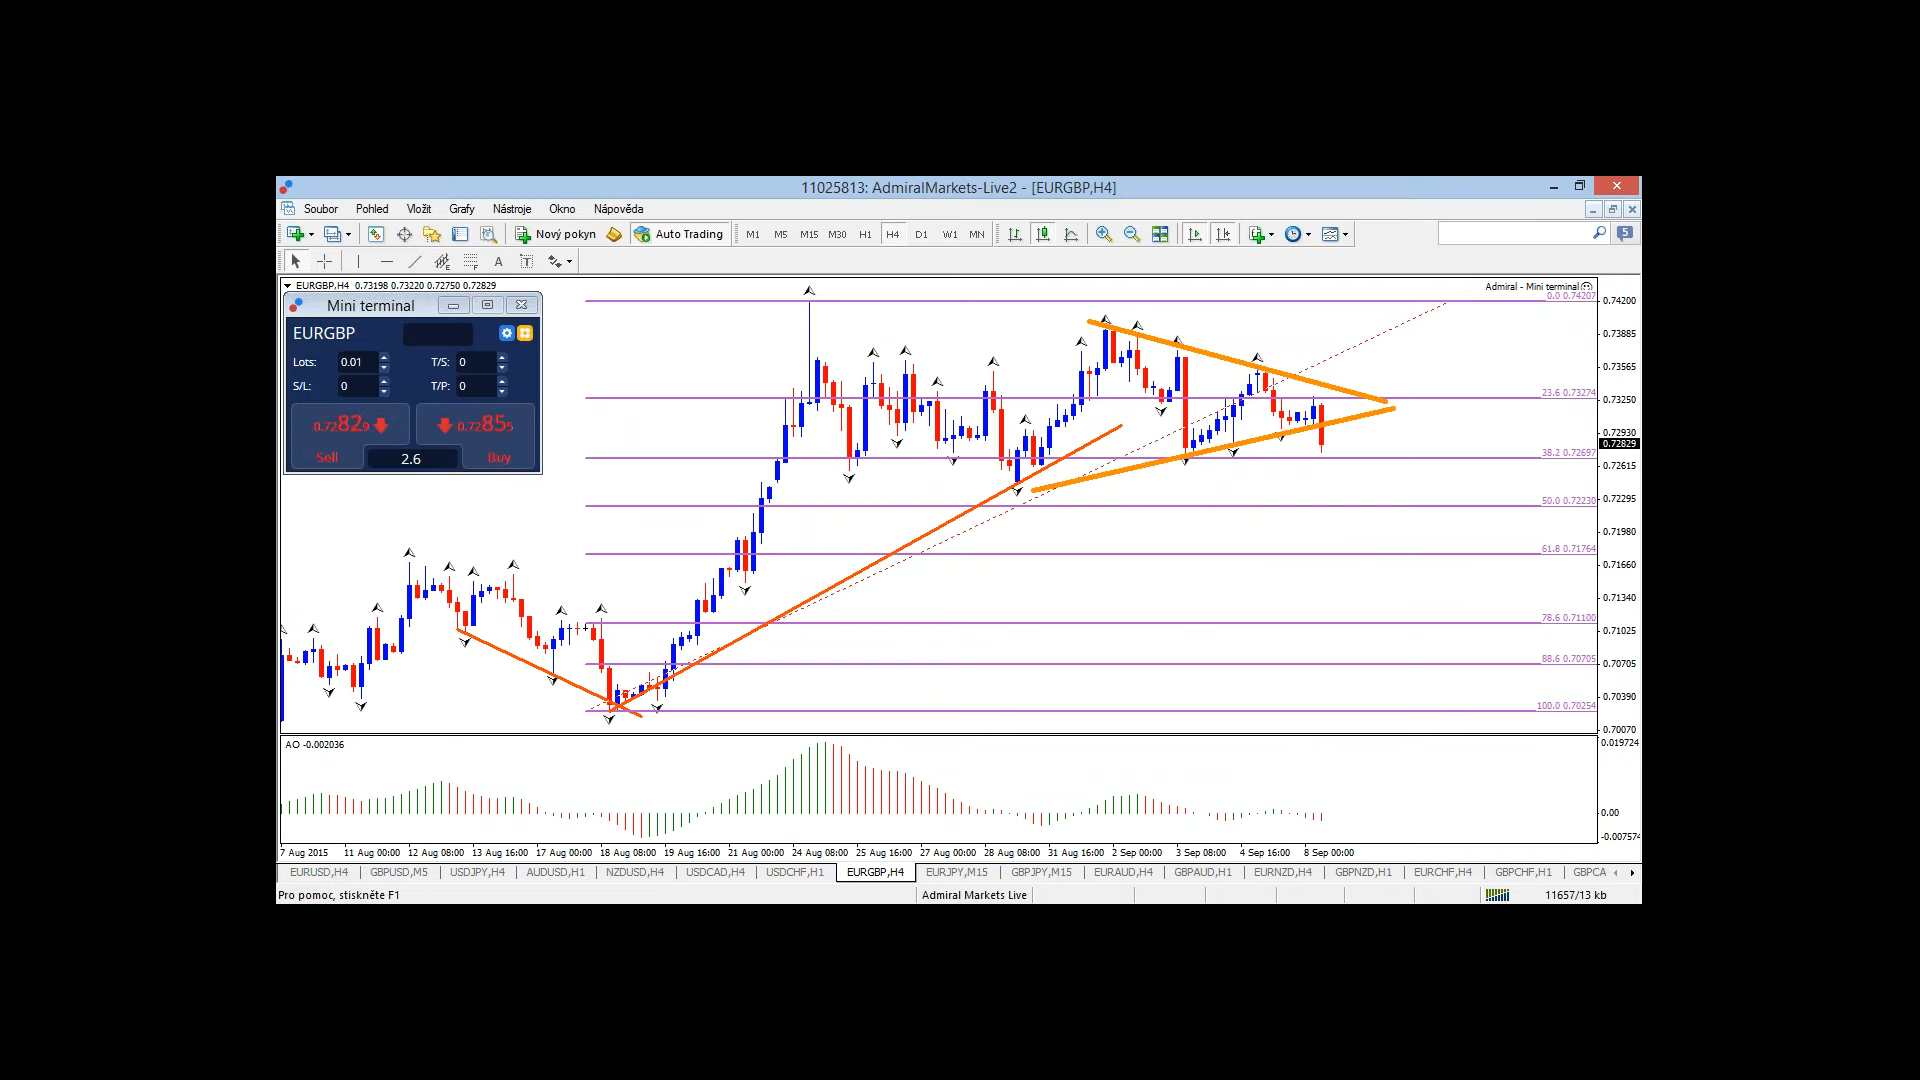 11025813: AdmiralMarkets-Live2 - [EURGBP,H4]
Soubor Pohled Vložit Grafy Nástroje Okno Nápověda
Nový pokyn Auto Trading M1 M5 M15 M30 H1 H4 D1 W1 MN 5
E F A T
EURGBP,H4 0.73198 0.73220 0.72750 0.72829
Admiral - Mini terminal
Mini terminal
EURGBP
Lots: 0.01 T/S: 0
S/L: 0 T/P: 0
0.72829 0.72855
Sell 2.6 Buy
0.0 0.74207
23.6 0.73274
38.2 0.72697
50.0 0.72230
61.8 0.71764
78.6 0.71100
88.6 0.70705
100.0 0.70254
0.74200
0.73885
0.73565
0.73250
0.72930
0.72829
0.72615
0.72295
0.71980
0.71660
0.71340
0.71025
0.70705
0.70390
0.70070
AO -0.002036
0.019724
0.00
-0.007574
7 Aug 2015 11 Aug 00:00 12 Aug 08:00 13 Aug 16:00 17 Aug 00:00 18 Aug 08:00 19 Aug 16:00 21 Aug 00:00 24 Aug 08:00 25 Aug 16:00 27 Aug 00:00 28 Aug 08:00 31 Aug 16:00 2 Sep 00:00 3 Sep 08:00 4 Sep 16:00 8 Sep 00:00
EURUSD,H4 GBPUSD,M5 USDJPY,H4 AUDUSD,H1 NZDUSD,H4 USDCAD,H4 USDCHF,H1 EURGBP,H4 EURJPY,M15 GBPJPY,M15 EURAUD,H4 GBPAUD,H1 EURNZD,H4 GBPNZD,H1 EURCHF,H4 GBPCHF,H1 GBPCA
Pro pomoc, stiskněte F1 Admiral Markets Live 11657/13 kb